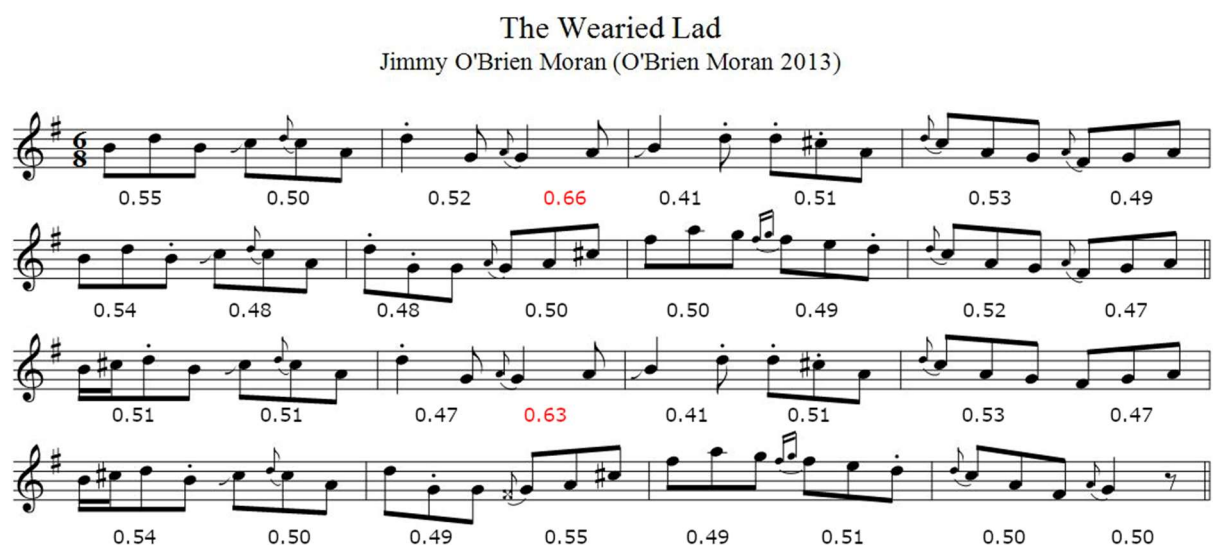 The Wearied Lad
Jimmy O'Brien Moran (O'Brien Moran 2013)
6
8
0.55 0.50 0.52 0.66 0.41 0.51 0.53 0.49
0.54 0.48 0.48 0.50 0.50 0.49 0.52 0.47
0.51 0.51 0.47 0.63 0.41 0.51 0.53 0.47
0.54 0.50 0.49 0.55 0.49 0.51 0.50 0.50